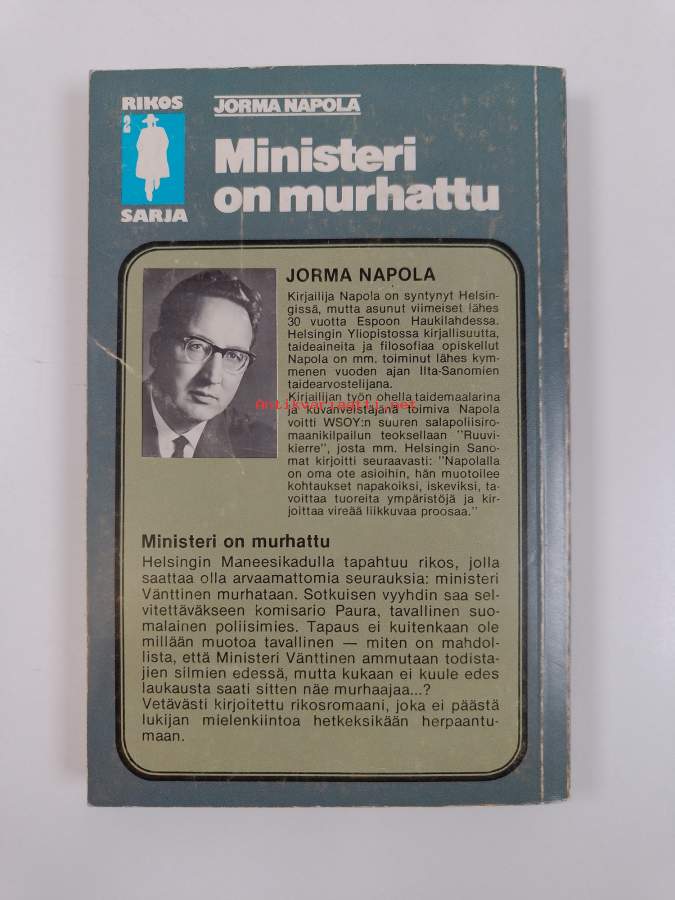 RIKOS
2
SARJA
JORMA NAPOLA
Ministeri
on murhattu
JORMA NAPOLA
Kirjailija Napola on syntynyt Helsin-
gissä, mutta asunut viimeiset lähes
30 vuotta Espoon Haukilahdessa.
Helsingin Yliopistossa kirjallisuutta,
taideaineita ja filosofiaa opiskellut
Napola on mm. toiminut lähes kym-
menen vuoden ajan Ilta-Sanomien
taidearvostelijana.
Kirjailijan työn ohella taidemaalarina
ja kuvanveistäjänä toimiva Napola
voitti WSOY:n suuren salapoliisiro-
maanikilpailun teoksellaan "Ruuvi-
kierre", josta mm. Helsingin Sano-
mat kirjoitti seuraavasti: "Napolalla
on oma ote asioihin, hän muotoilee
kohtaukset napakoiksi, iskeviksi, ta-
voittaa tuoreita ympäristöjä ja kir-
joittaa vireää liikkuvaa proosaa."
Antikvariaatti.net
Ministeri on murhattu
Helsingin Maneesikadulla tapahtuu rikos, jolla
saattaa olla arvaamattomia seurauksia: ministeri
Vänttinen murhataan. Sotkuisen vyyhdin saa sel-
vitettäväkseen komisario Paura, tavallinen suo-
malainen poliisimies. Tapaus ei kuitenkaan ole
millään muotoa tavallinen — miten on mahdol-
lista, että Ministeri Vänttinen ammutaan todista-
jien silmien edessä, mutta kukaan ei kuule edes
laukausta saati sitten näe murhaajaa...?
Vetävästi kirjoitettu rikosromaani, joka ei päästä
lukijan mielenkiintoa hetkeksikään herpaantu-
maan.